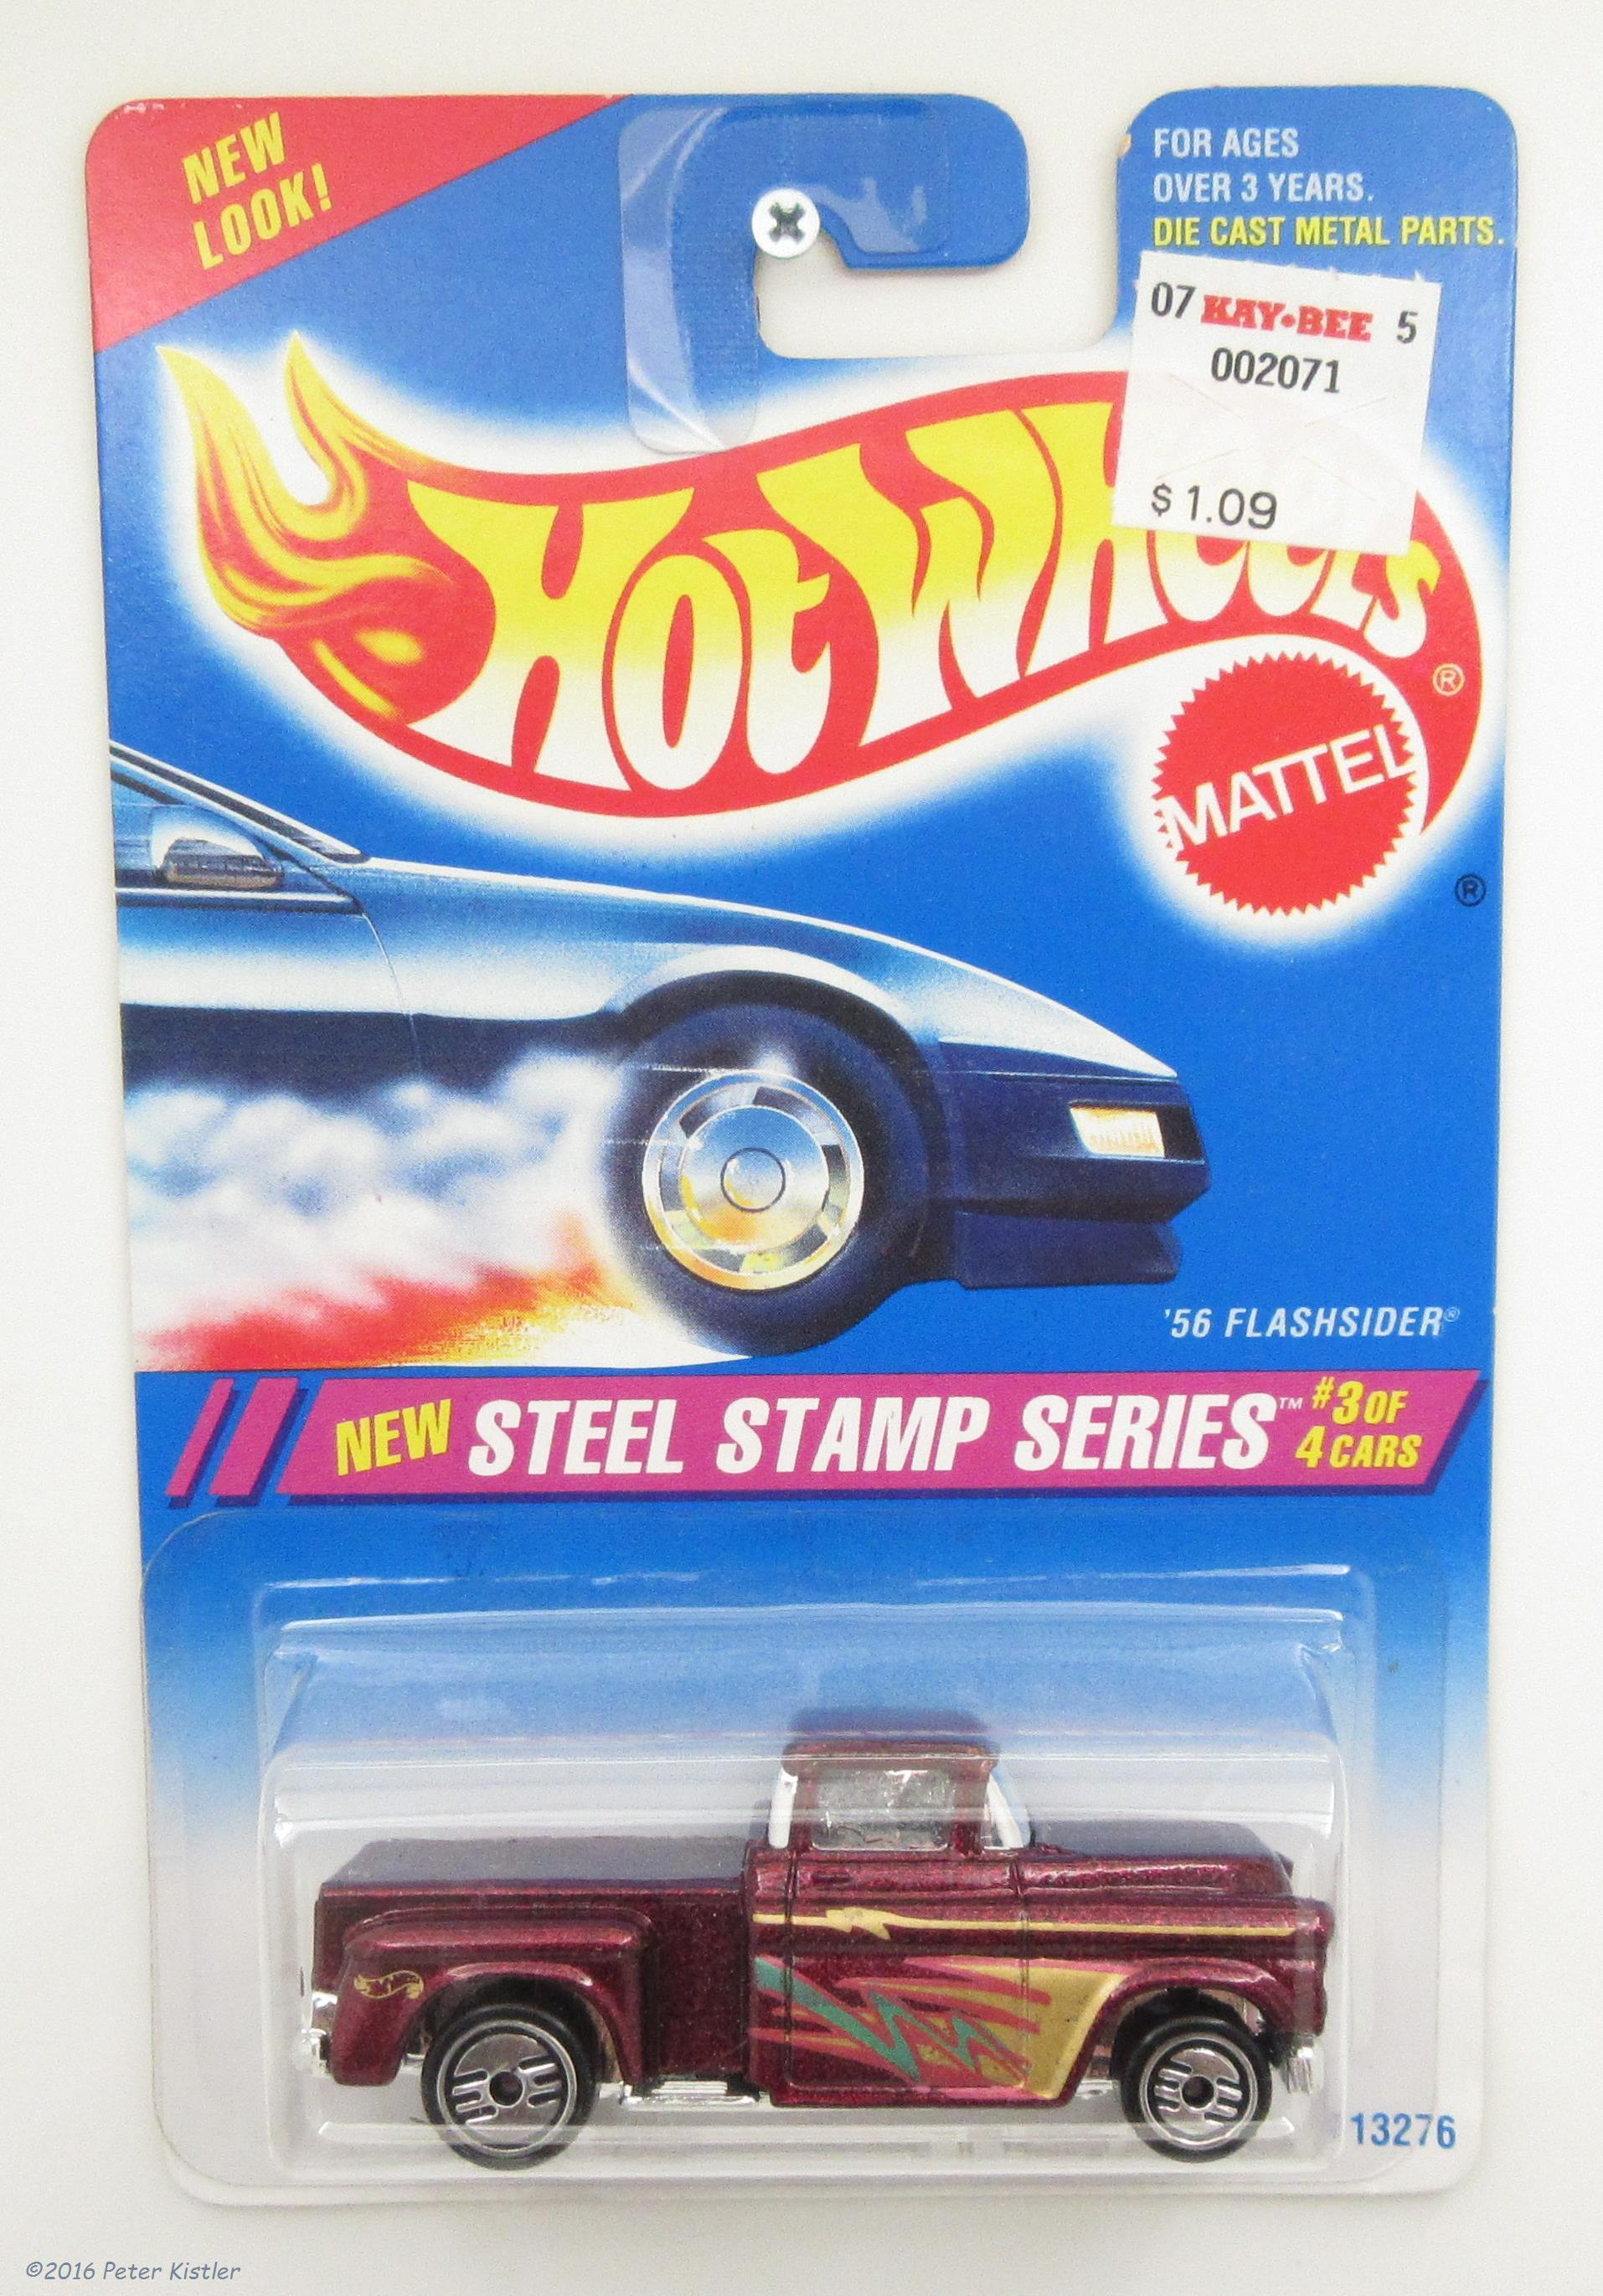 NEW
LOOK!
FOR AGES
OVER 3 YEARS.
DIE CAST METAL PARTS.
07 KAY•BEE 5
002071
$1.09
HOT WHEELS®
MATTEL
®
'56 FLASHSIDER®
NEW STEEL STAMP SERIES™ #3 OF
4 CARS
13276
©2016 Peter Kistler